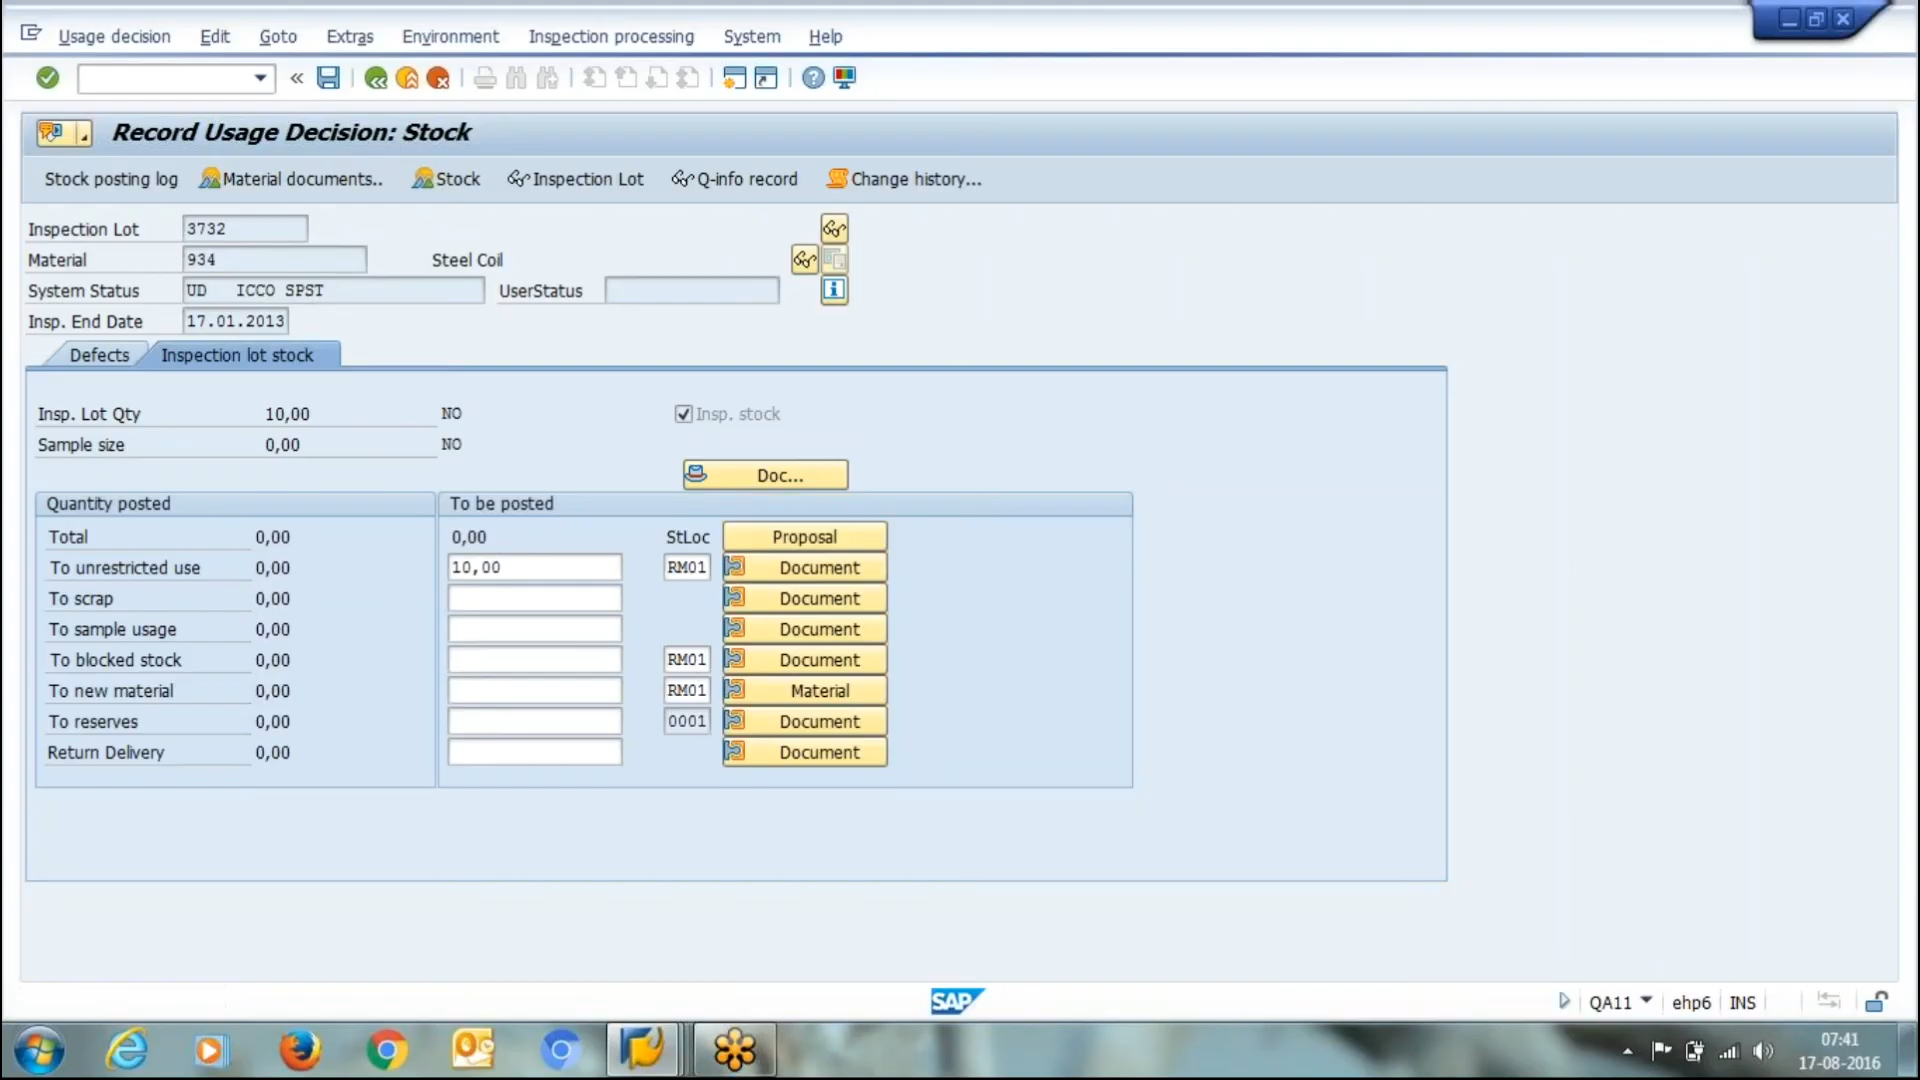 Usage decision Edit Goto Extras Environment Inspection processing System Help
Record Usage Decision: Stock
Stock posting log Material documents.. Stock Inspection Lot Q-info record Change history...
Inspection Lot 3732
Material 934 Steel Coil
System Status UD ICCO SPST UserStatus
Insp. End Date 17.01.2013
Defects Inspection lot stock
Insp. Lot Qty 10,00 NO Insp. stock
Sample size 0,00 NO
Doc...
Quantity posted To be posted
Total 0,00 0,00 StLoc Proposal
To unrestricted use 0,00 10,00 RM01 Document
To scrap 0,00 Document
To sample usage 0,00 Document
To blocked stock 0,00 RM01 Document
To new material 0,00 RM01 Material
To reserves 0,00 0001 Document
Return Delivery 0,00 Document
SAP QA11 ehp6 INS
07:41
17-08-2016